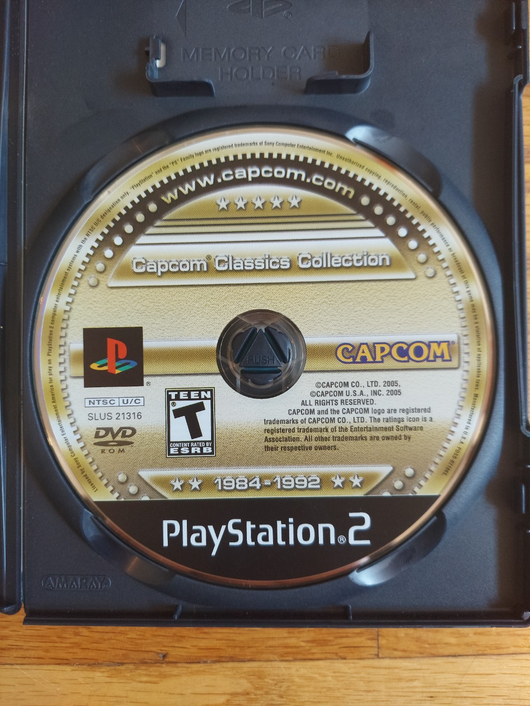 MEMORY CARD
HOLDER
www.capcom.com
Capcom® Classics Collection
CAPCOM®
NTSC U/C
SLUS 21316
DVD
ROM
TEEN
T
CONTENT RATED BY
ESRB
©CAPCOM CO., LTD. 2005,
©CAPCOM U.S.A., INC. 2005
ALL RIGHTS RESERVED.
CAPCOM and the CAPCOM logo are registered
trademarks of CAPCOM CO., LTD. The ratings icon is a
registered trademark of the Entertainment Software
Association. All other trademarks are owned by
their respective owners.
1984-1992
PlayStation®2
AMARAY
PUSH